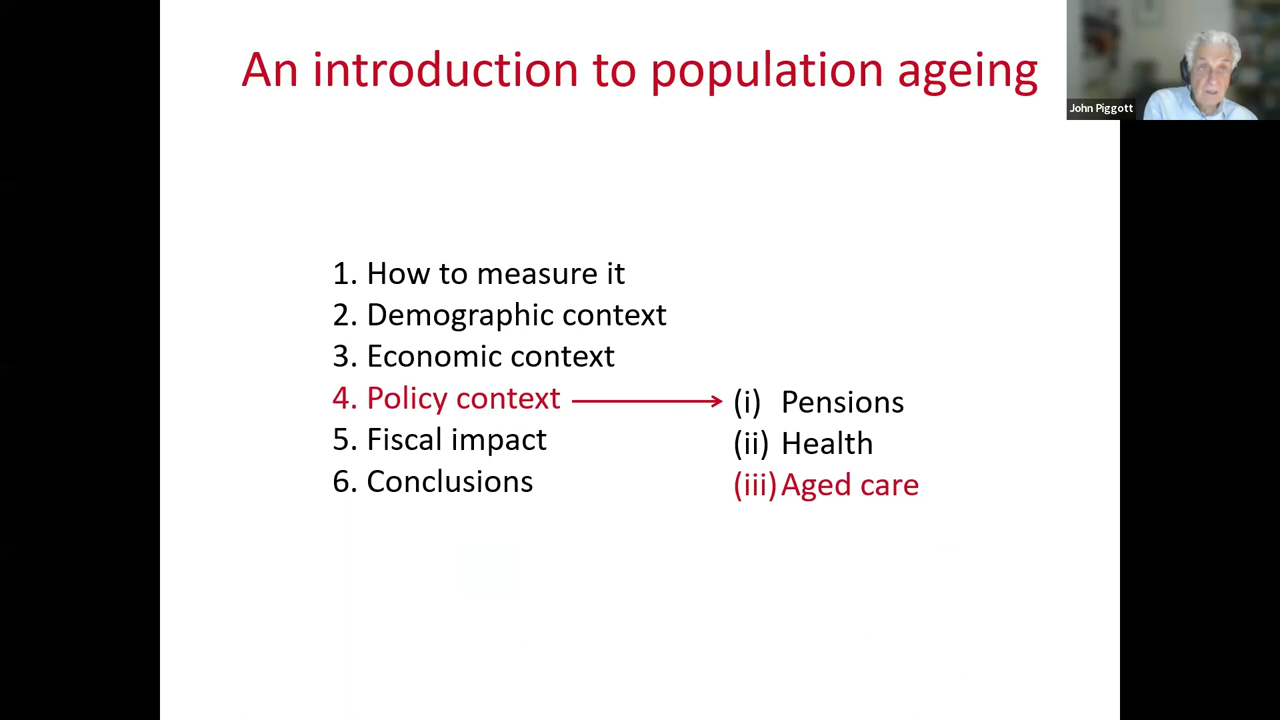 An introduction to population ageing
John Piggott
1. How to measure it
2. Demographic context
3. Economic context
4. Policy context
5. Fiscal impact
6. Conclusions
(i) Pensions
(ii) Health
(iii) Aged care